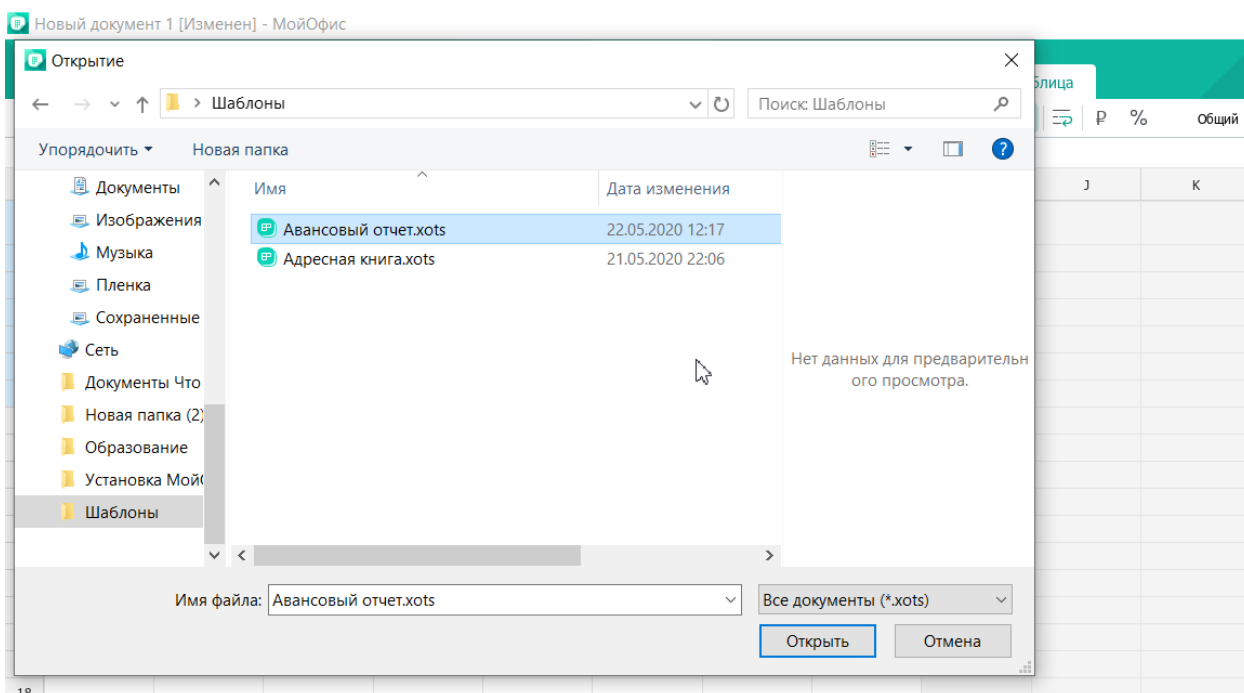 Новый документ 1 [Изменен] - МойОфис
Открытие
Шаблоны
Поиск: Шаблоны
блица
₽ % Общий
Упорядочить Новая папка
?
Документы
Изображения
Музыка
Пленка
Сохраненные
Сеть
Документы Что
Новая папка (2)
Образование
Установка Мой
Шаблоны
Имя Дата изменения
Авансовый отчет.xots 22.05.2020 12:17
Адресная книга.xots 21.05.2020 22:06
Нет данных для предварительн
ого просмотра.
J K
Имя файла: Авансовый отчет.xots Все документы (*.xots)
Открыть Отмена
18